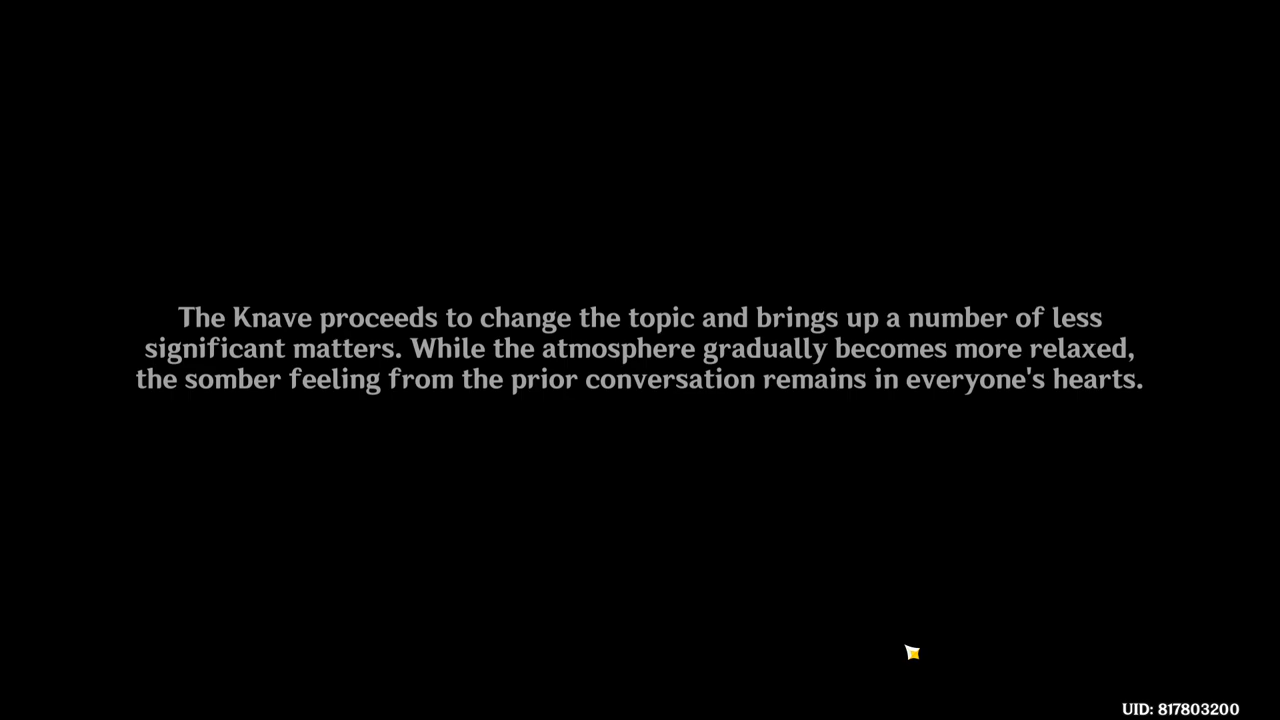 The Knave proceeds to change the topic and brings up a number of less
significant matters. While the atmosphere gradually becomes more relaxed,
the somber feeling from the prior conversation remains in everyone's hearts.
UID: 817803200